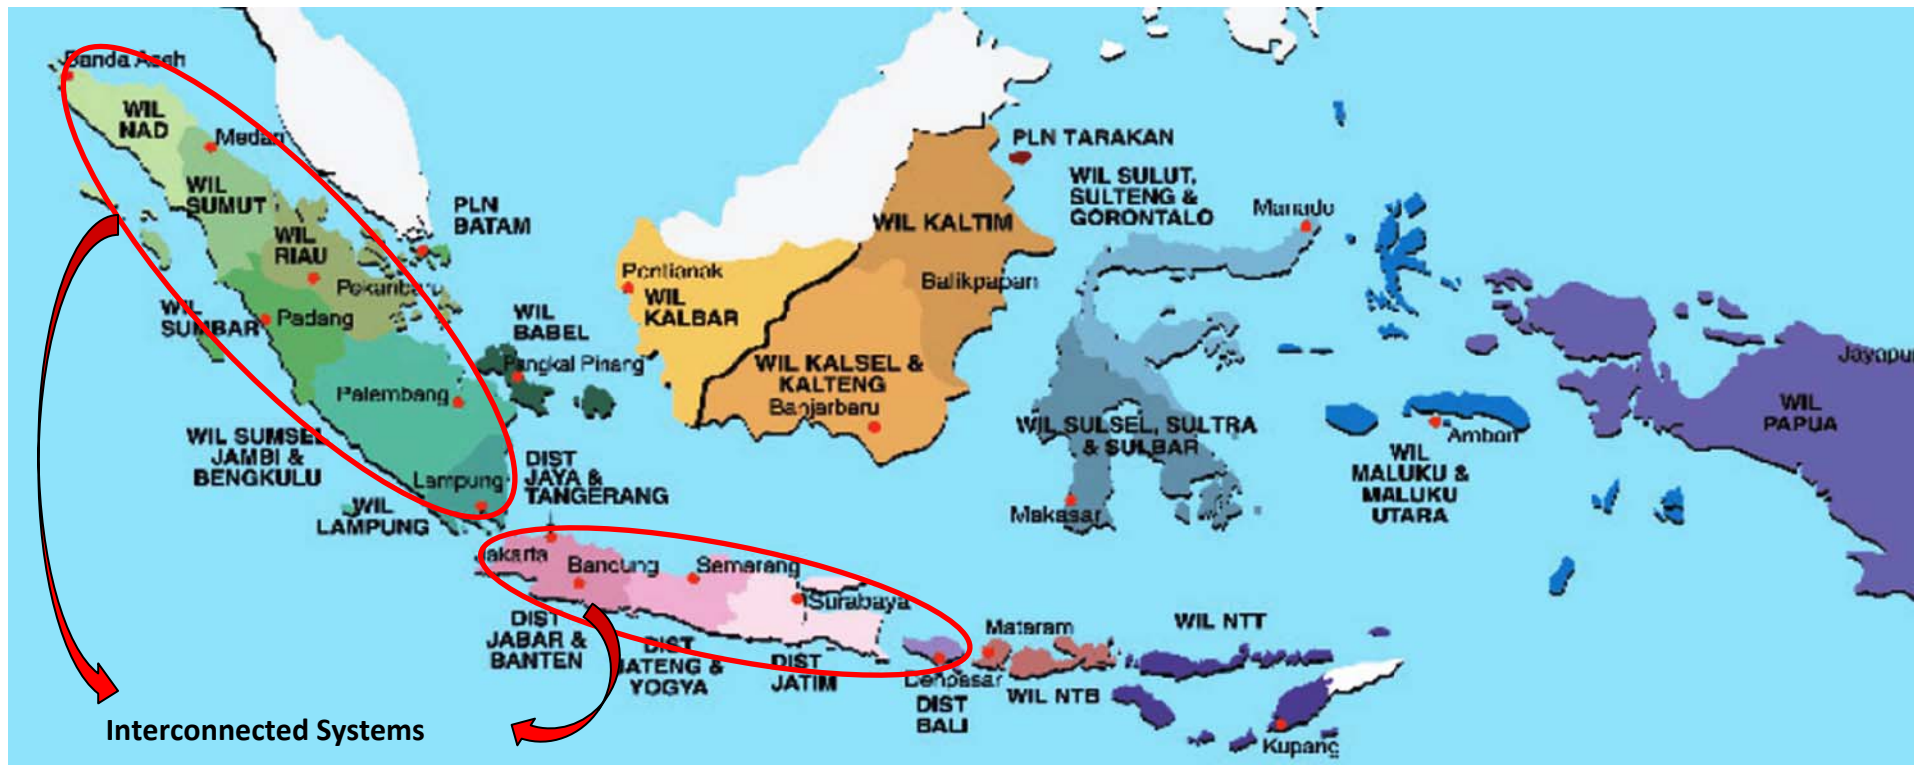 Banda Aceh
WIL
NAD
Medan
WIL
SUMUT
PLN
BATAM
WIL
RIAU
Pekanbaru
WIL
SUMBAR
Padang
WIL
BABEL
Pangkal Pinang
Palembang
WIL SUMSEL
JAMBI &
BENGKULU
Lampung
WIL
LAMPUNG
DIST
JAYA &
TANGERANG
Jakarta
Bandung
Semarang
Surabaya
DIST
JABAR &
BANTEN
DIST
JATENG &
YOGYA
DIST
JATIM
Denpasar
DIST
BALI
Mataram
WIL NTB
WIL NTT
Kupang
Pontianak
WIL
KALBAR
WIL KALTIM
Balikpapan
WIL KALSEL &
KALTENG
Banjarbaru
PLN TARAKAN
WIL SULUT,
SULTENG &
GORONTALO
Manado
WIL SULSEL, SULTRA
& SULBAR
Makasar
Ambon
WIL
MALUKU &
MALUKU
UTARA
Jayapur
WIL
PAPUA
Interconnected Systems